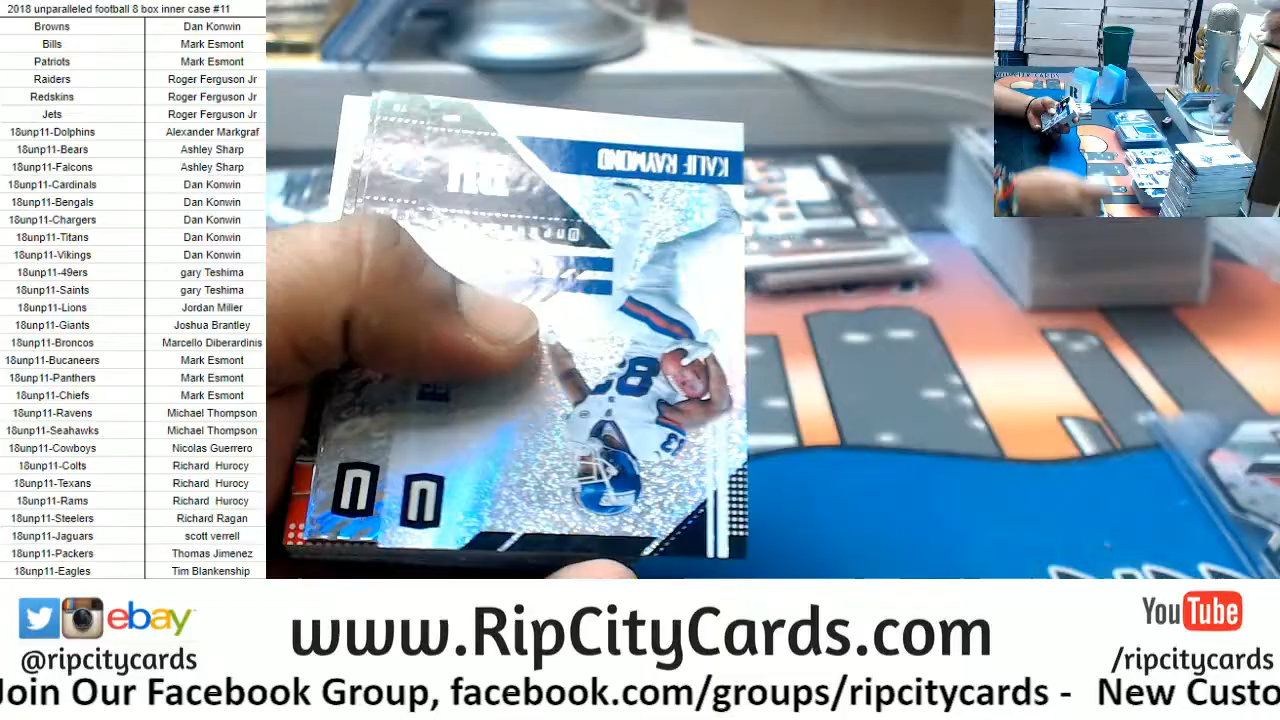 2018 unparalleled football 8 box inner case #11
Browns Dan Konwin
Bills Mark Esmont
Patriots Mark Esmont
Raiders Roger Ferguson Jr
Redskins Roger Ferguson Jr
Jets Roger Ferguson Jr
18unp11-Dolphins Alexander Markgraf
18unp11-Bears Ashley Sharp
18unp11-Falcons Ashley Sharp
18unp11-Cardinals Dan Konwin
18unp11-Bengals Dan Konwin
18unp11-Chargers Dan Konwin
18unp11-Titans Dan Konwin
18unp11-Vikings Dan Konwin
18unp11-49ers gary Teshima
18unp11-Saints gary Teshima
18unp11-Lions Jordan Miller
18unp11-Giants Joshua Brantley
18unp11-Broncos Marcello Diberardinis
18unp11-Bucaneers Mark Esmont
18unp11-Panthers Mark Esmont
18unp11-Chiefs Mark Esmont
18unp11-Ravens Michael Thompson
18unp11-Seahawks Michael Thompson
18unp11-Cowboys Nicolas Guerrero
18unp11-Colts Richard Hurocy
18unp11-Texans Richard Hurocy
18unp11-Rams Richard Hurocy
18unp11-Steelers Richard Ragan
18unp11-Jaguars scott verrell
18unp11-Packers Thomas Jimenez
18unp11-Eagles Tim Blankenship
KALIF RAYMOND
83
ebay
@ripcitycards
www.RipCityCards.com
YouTube
/ripcitycards
Join Our Facebook Group, facebook.com/groups/ripcitycards - New Custo